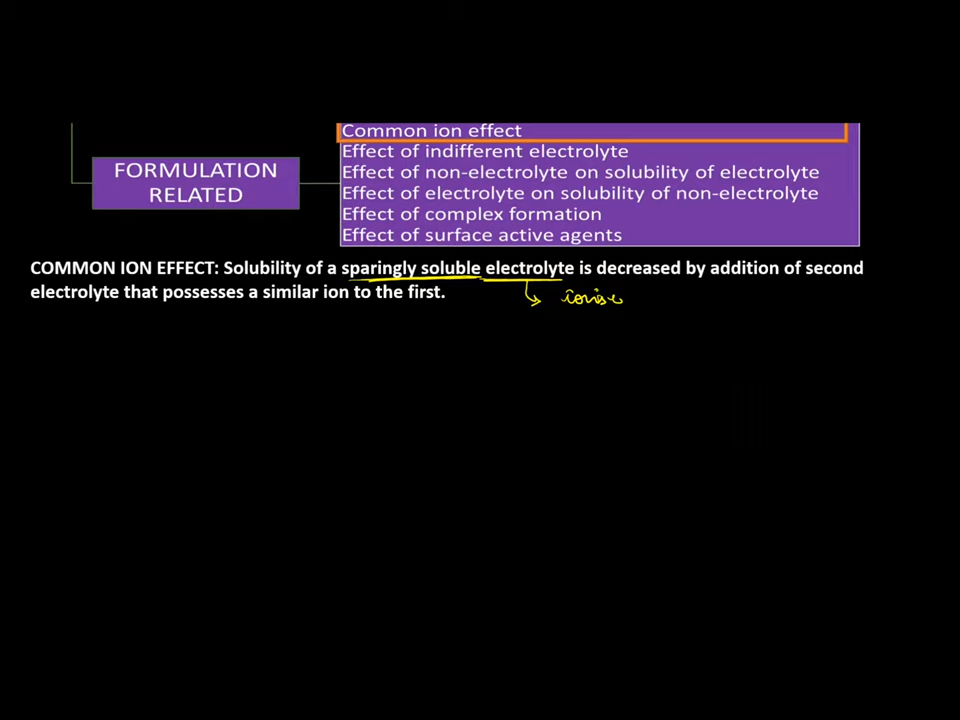 Common ion effect
Effect of indifferent electrolyte
FORMULATION
RELATED
Effect of non-electrolyte on solubility of electrolyte
Effect of electrolyte on solubility of non-electrolyte
Effect of complex formation
Effect of surface active agents
COMMON ION EFFECT: Solubility of a sparingly soluble electrolyte is decreased by addition of second
electrolyte that possesses a similar ion to the first.
ionise